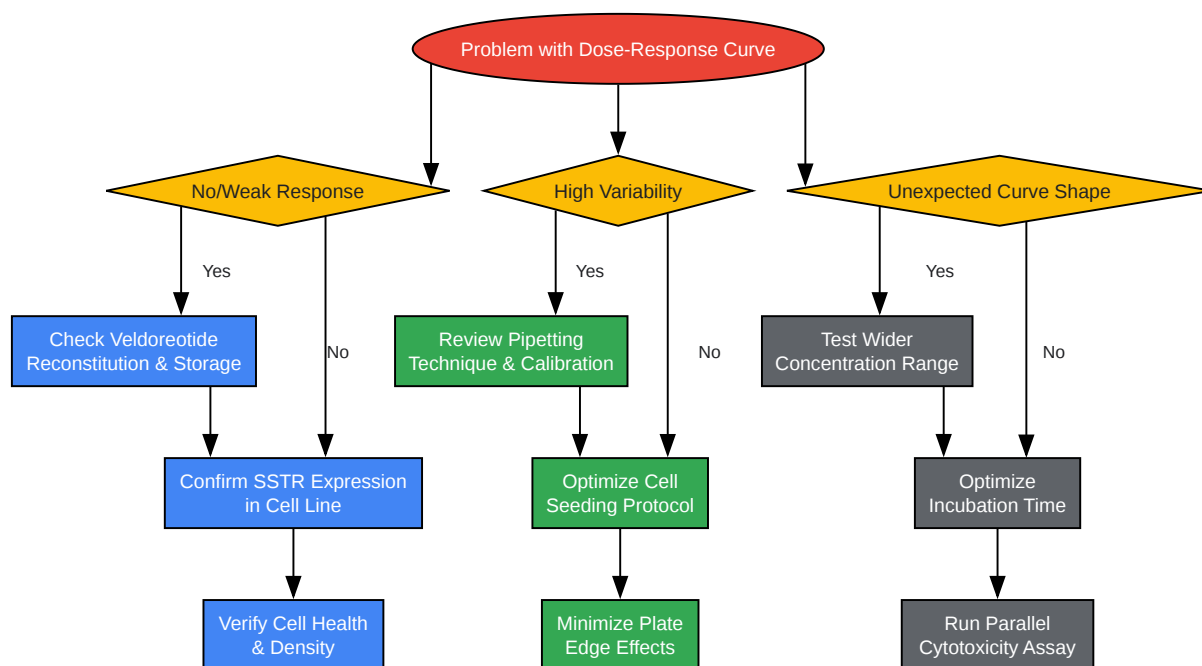 Problem with Dose-Response Curve
No/Weak Response
High Variability
Unexpected Curve Shape
Yes
Yes
Yes
Check Veldoreotide
Reconstitution & Storage
No
Review Pipetting
Technique & Calibration
No
Test Wider
Concentration Range
No
Confirm SSTR Expression
in Cell Line
Optimize Cell
Seeding Protocol
Optimize
Incubation Time
Verify Cell Health
& Density
Minimize Plate
Edge Effects
Run Parallel
Cytotoxicity Assay